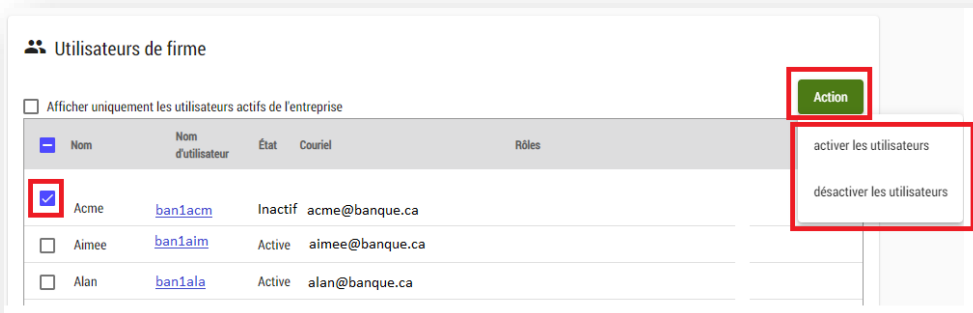 Utilisateurs de firme
Afficher uniquement les utilisateurs actifs de l'entreprise
Action
Nom Nom d'utilisateur État Couriel Rôles
activer les utilisateurs
désactiver les utilisateurs
Acme ban1acm Inactif acme@banque.ca
Aimee ban1aim Active aimee@banque.ca
Alan ban1ala Active alan@banque.ca